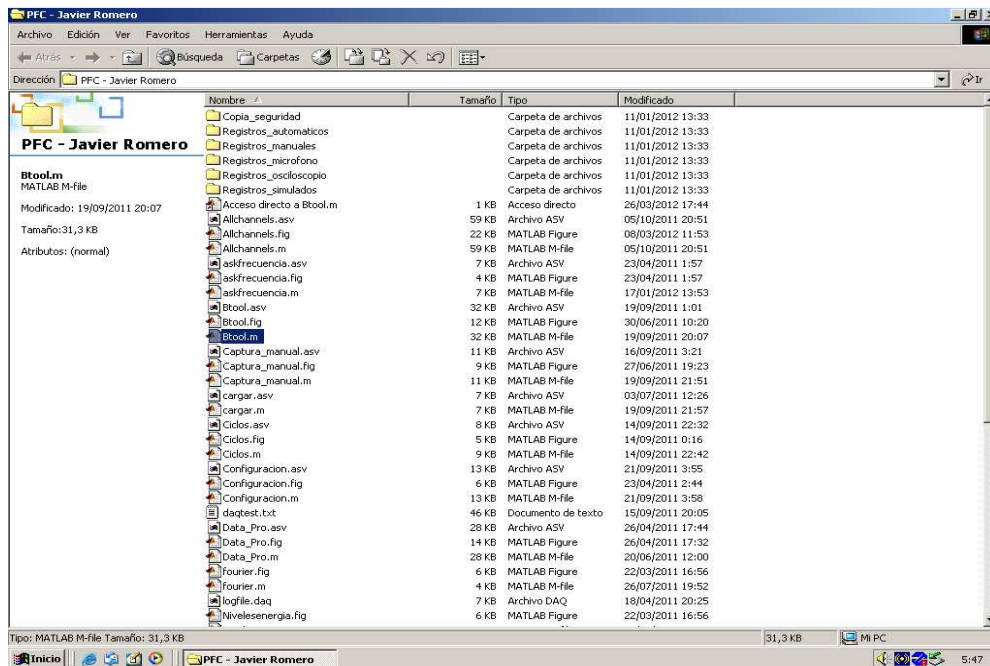 PFC - Javier Romero
Archivo Edición Ver Favoritos Herramientas Ayuda
Atrás Búsqueda Carpetas
Dirección PFC - Javier Romero Ir
PFC - Javier Romero
Btool.m
MATLAB M-file
Modificado: 19/09/2011 20:07
Tamaño:31,3 KB
Atributos: (normal)
Nombre Tamaño Tipo Modificado
Copia_seguridad Carpeta de archivos 11/01/2012 13:33
Registros_automaticos Carpeta de archivos 11/01/2012 13:33
Registros_manuales Carpeta de archivos 11/01/2012 13:33
Registros_microfono Carpeta de archivos 11/01/2012 13:33
Registros_osciloscopio Carpeta de archivos 11/01/2012 13:33
Registros_simulados Carpeta de archivos 11/01/2012 13:33
Acceso directo a Btool.m 1 KB Acceso directo 26/03/2012 17:44
Allchannels.asv 59 KB Archivo ASV 05/10/2011 20:51
Allchannels.fig 22 KB MATLAB Figure 08/03/2012 11:53
Allchannels.m 59 KB MATLAB M-file 05/10/2011 20:51
askfrecuencia.asv 7 KB Archivo ASV 23/04/2011 1:57
askfrecuencia.fig 4 KB MATLAB Figure 23/04/2011 1:57
askfrecuencia.m 7 KB MATLAB M-file 17/01/2012 13:53
Btool.asv 32 KB Archivo ASV 19/09/2011 1:01
Btool.fig 12 KB MATLAB Figure 30/06/2011 10:20
Btool.m 32 KB MATLAB M-file 19/09/2011 20:07
Captura_manual.asv 11 KB Archivo ASV 16/09/2011 3:21
Captura_manual.fig 9 KB MATLAB Figure 27/06/2011 19:23
Captura_manual.m 11 KB MATLAB M-file 19/09/2011 21:51
cargar.asv 7 KB Archivo ASV 03/07/2011 12:26
cargar.m 7 KB MATLAB M-file 19/09/2011 21:57
Ciclos.asv 8 KB Archivo ASV 14/09/2011 22:32
Ciclos.fig 5 KB MATLAB Figure 14/09/2011 0:16
Ciclos.m 9 KB MATLAB M-file 14/09/2011 22:42
Configuracion.asv 13 KB Archivo ASV 21/09/2011 3:55
Configuracion.fig 6 KB MATLAB Figure 23/04/2011 2:44
Configuracion.m 13 KB MATLAB M-file 21/09/2011 3:58
daqtest.txt 46 KB Documento de texto 15/09/2011 20:05
Data_Pro.asv 28 KB Archivo ASV 26/04/2011 17:44
Data_Pro.fig 14 KB MATLAB Figure 26/04/2011 17:32
Data_Pro.m 28 KB MATLAB M-file 20/06/2011 12:00
fourier.fig 6 KB MATLAB Figure 22/03/2011 16:56
fourier.m 4 KB MATLAB M-file 26/07/2011 19:52
logfile.daq 7 KB Archivo DAQ 18/04/2011 20:25
Nivelesenergia.fig 6 KB MATLAB Figure 22/03/2011 16:56
Tipo: MATLAB M-file Tamaño: 31,3 KB 31,3 KB Mi PC
Inicio PFC - Javier Romero 5:47